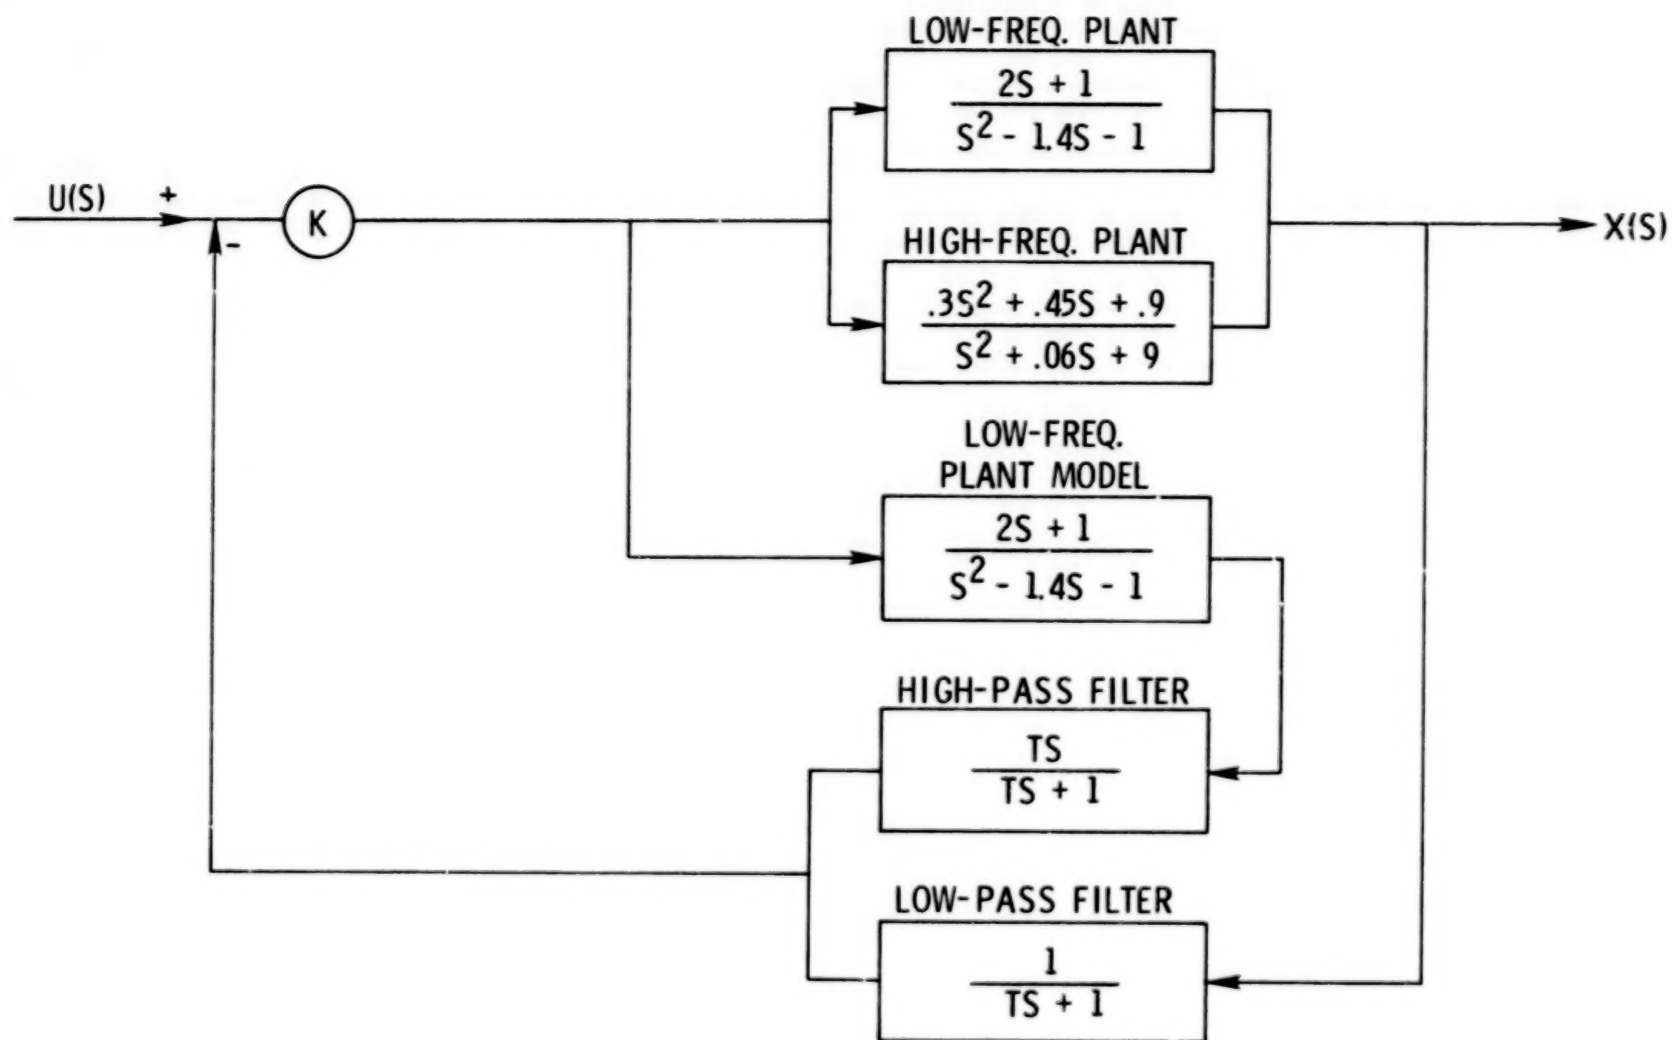 LOW-FREQ. PLANT
2S + 1
S² - 1.4S - 1
U(S)
+
-
K
X(S)
HIGH-FREQ. PLANT
.3S² + .45S + .9
S² + .06S + 9
LOW-FREQ.
PLANT MODEL
2S + 1
S² - 1.4S - 1
HIGH-PASS FILTER
TS
TS + 1
LOW-PASS FILTER
1
TS + 1